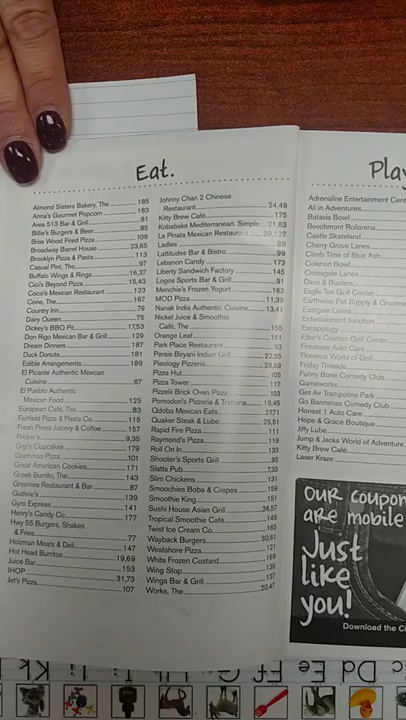 Eat.
Almond Sisters Bakery, The 185
Anna's Gourmet Popcorn 183
Area 513 Bar & Grill 81
Billie's Burgers & Beer 85
Brixx Wood Fired Pizza 109
Broadway Barrel House 23,65
Brooklyn Pizza & Pasta 113
Casual Pint, The 97
Buffalo Wings & Rings 16,37
Cici's Beyond Pizza 15,43
Coco's Mexican Restaurant 123
Cone, The 167
Country Inn 79
Dairy Queen 75
Dickey's BBQ Pit 17,53
Don Rigo Mexican Bar & Grill 129
Dream Dinners 187
Duck Donuts 181
Edible Arrangements 189
El Picante Authentic Mexican
Cuisine 67
El Pueblo Authentic
Mexican Food 125
European Café, The 83
Fairfield Pizza & Pasta Co. 115
Fresh Press Juicery & Coffee 157
Fricker's 9,35
Gigi's Cupcakes 179
Giammis Pizza 101
Great American Cookies 171
Greek Burrito, The 143
Greenies Restaurant & Bar 87
Guthrie's 139
Gyro Express 141
Henry's Candy Co. 177
Hwy 55 Burgers, Shakes
& Fries 77
Holzman Meats & Deli 147
Hot Head Burritos 19,69
Juice Bar 153
IHOP 31,73
Jet's Pizza 107
Johnny Chan 2 Chinese
Restaurant 24,49
Kitty Brew Café 175
Kobabske Mediterranean, Simple 21,63
La Pinata Mexican Restaurant 29,127
Ladies 89
Latitudes Bar & Bistro 99
Lebanon Candy 173
Liberty Sandwich Factory 145
Logos Sports Bar & Grill 91
Menchie's Frozen Yogurt 163
MOD Pizza 11,39
Nanak India Authentic Cuisine 13,41
Nickel Juice & Smoothie
Café, The 155
Orange Leaf 161
Park Place Restaurant 93
Persis Biryani Indian Grill 22,55
Pieology Pizzeria 25,59
Pizza Hut 105
Pizza Tower 117
Pizzelii Brick Oven Pizza 103
Pomodori's Pizzeria & Trattoria 18,45
Qdoba Mexican Eats 27,71
Quaker Steak & Lube 25,51
Rapid Fire Pizza 111
Raymond's Pizza 119
Roll On In 133
Shooter's Sports Grill 95
Slatts Pub 7,33
Slim Chickens 131
Smoochies Boba & Crepes 159
Smoothie King 151
Sushi House Asian Grill 26,57
Tropical Smoothie Café 149
Twist Ice Cream Co. 165
Wayback Burgers 30,61
Westshore Pizza 121
Whits Frozen Custard 169
Wing Stop 135
Wings Bar & Grill 137
Works, The 20,47
Play
Adrenaline Entertainment Cent
All in Adventures
Batavia Bowl
Beechmont Rollarena
Castle Skateland
Cherry Grove Lanes
Climb Time of Blue Ash
Colerain Bowl
Crossgate Lanes
Dave & Busters
Eagle Tee Golf Center
Earthwise Pet Supply & Groomin
Eastgate Lanes
Entertainment Junction
Escapology
Eiler's Custom Golf Center
Firestone Auto Care
Florence World of Golf
Friday Threads
Funny Bone Comedy Club
Gameworks
Get Air Trampoline Park
Go Bananas Comedy Club
Honest 1 Auto Care
Hope & Grace Boutique
Jiffy Lube
Jump & Jacks World of Adventure
Kitty Brew Café
Laser Kraze
OUR COUPON
ARE MOBILE
Just
like
you!
Download the C